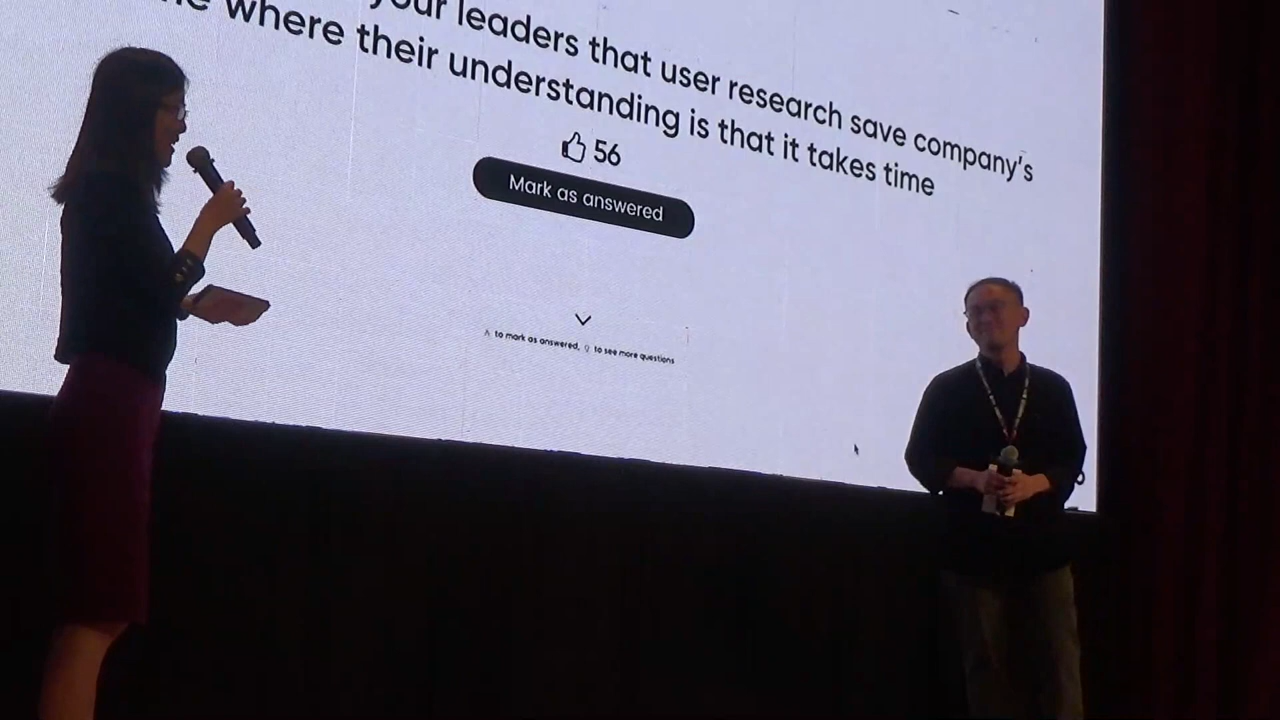 your leaders that user research save company's
where their understanding is that it takes time
56
Mark as answered
to mark as answered, to see more questions